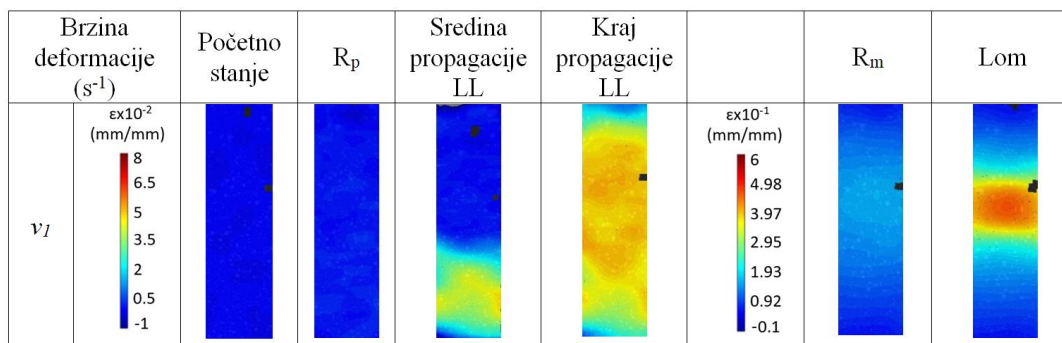 Brzina
deformacije
(s⁻¹)
Početno
stanje
Rₚ
Sredina
propagacije
LL
Kraj
propagacije
LL
Rₘ
Lom
v₁
εx10⁻²
(mm/mm)
8
6.5
5
3.5
2
0.5
-1
εx10⁻¹
(mm/mm)
6
4.98
3.97
2.95
1.93
0.92
-0.1